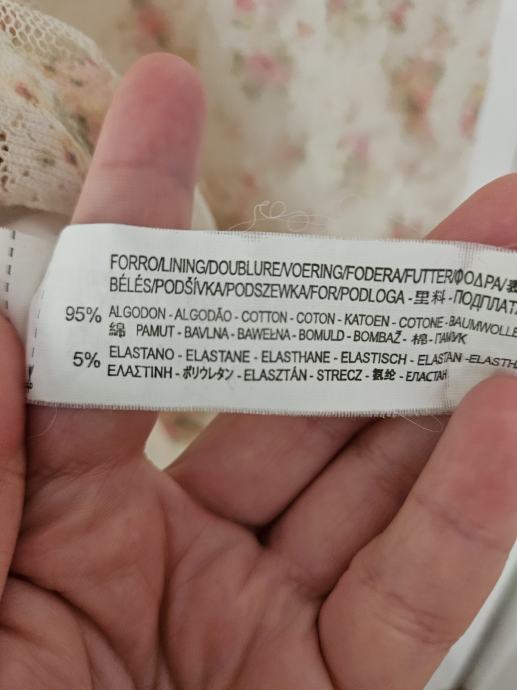 FORRO/LINING/DOUBLURE/VOERING/FODERA/FUTTER/ΦΟΔΡΑ/
BÉLÉS/PODŠÍVKA/PODSZEWKA/FOR/PODLOGA - 里料 -ПОДПЛАТА
95% ALGODON - ALGODÃO - COTTON - COTON - KATOEN - COTONE -BAUMWOLLE
綿 PAMUT - BAVLNA - BAWEŁNA - BOMULD - BOMBAŽ - 棉 - ПАМУК
5% ELASTANO - ELASTANE - ELASTHANE - ELASTISCH - ELASTAN -ELASTH
ΕΛΑΣΤΙΝΗ - ポリウレタン - ELASZTÁN - STRECZ - 氨纶 - ЕЛАСТАН